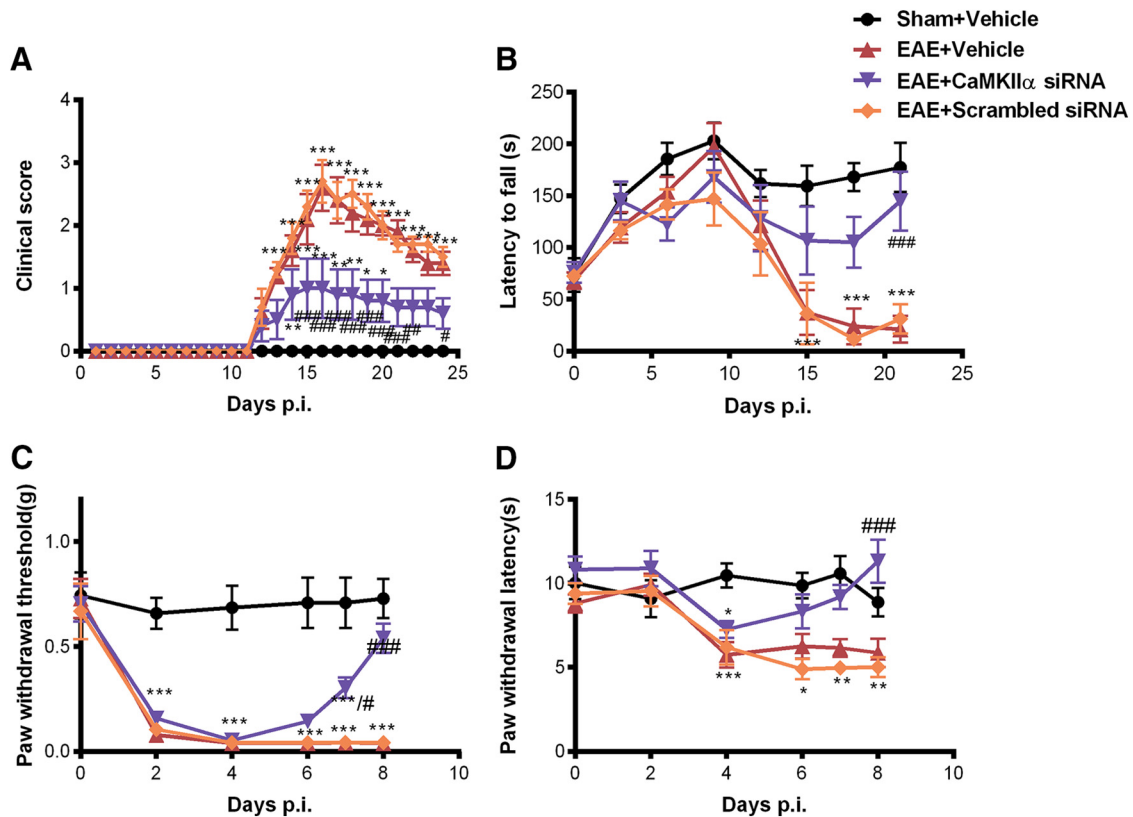 Sham+Vehicle
EAE+Vehicle
EAE+CaMKIIα siRNA
EAE+Scrambled siRNA
A
Clinical score
4
3
2
1
0
0 5 10 15 20 25
Days p.i.
*** *** *** *** *** *** *** *** *** *** *** ***
*** *** ** ** * *
** ### ### ### ### ### ### ### ## #
B
Latency to fall (s)
250
200
150
100
50
0
0 5 10 15 20 25
Days p.i.
###
*** *** ***
C
Paw withdrawal threshold(g)
1.0
0.5
0.0
0 2 4 6 8 10
Days p.i.
###
***/#
*** *** *** *** ***
D
Paw withdrawal latency(s)
15
10
5
0
0 2 4 6 8 10
Days p.i.
###
*
*** * ** **